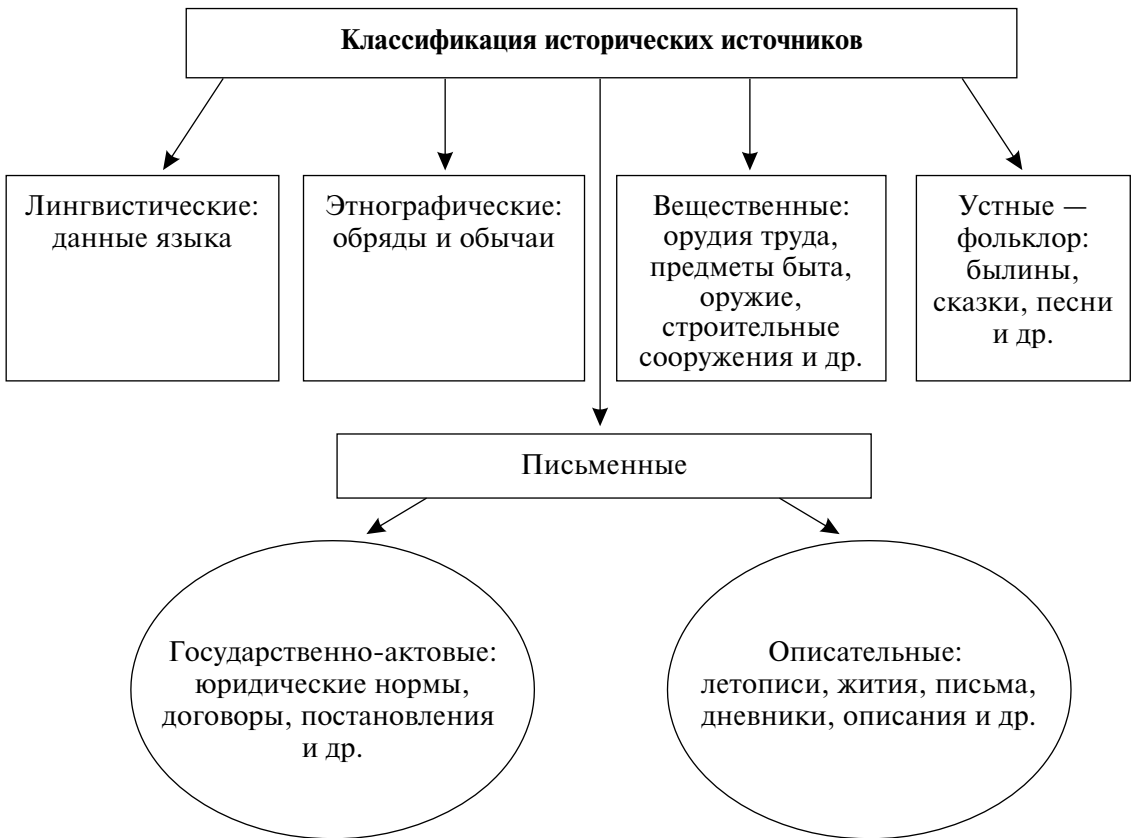 Классификация исторических источников
Лингвистические:
данные языка
Этнографические:
обряды и обычаи
Вещественные:
орудия труда,
предметы быта,
оружие,
строительные
сооружения и др.
Устные —
фольклор:
былины,
сказки, песни
и др.
Письменные
Государственно-актовые:
юридические нормы,
договоры, постановления
и др.
Описательные:
летописи, жития, письма,
дневники, описания и др.